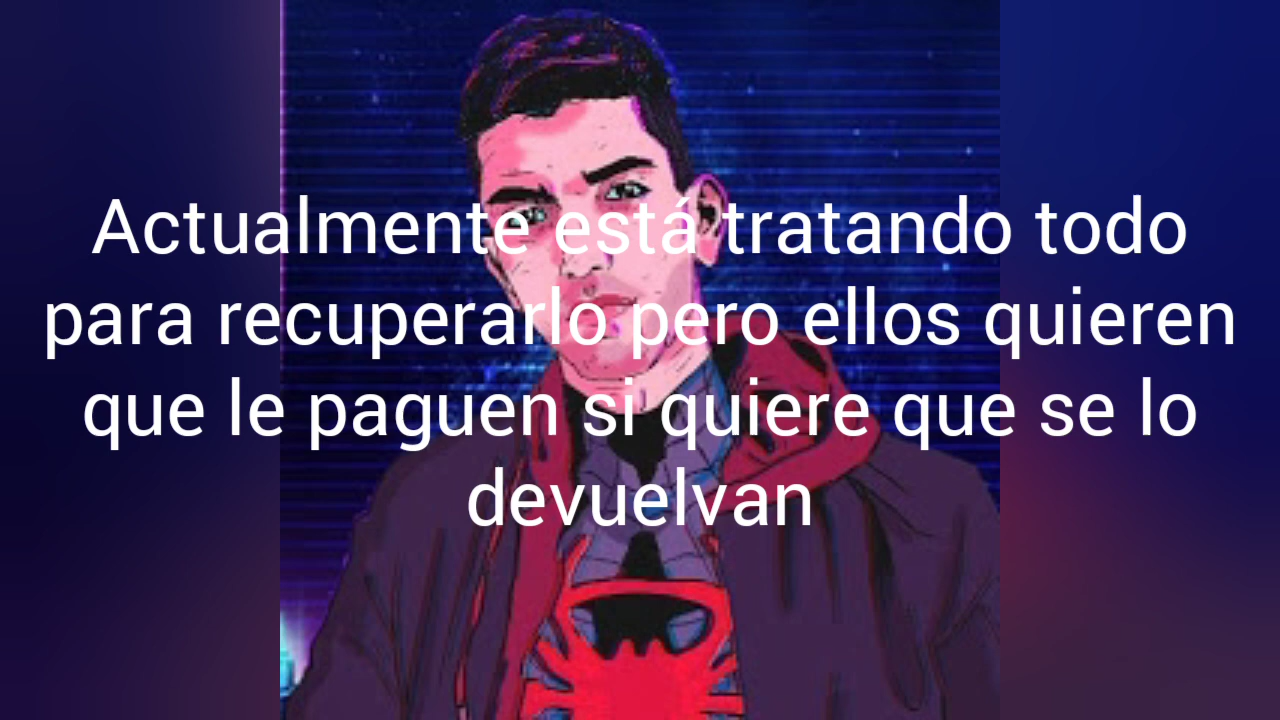 Actualmente está tratando todo
para recuperarlo pero ellos quieren
que le paguen si quiere que se lo
devuelvan